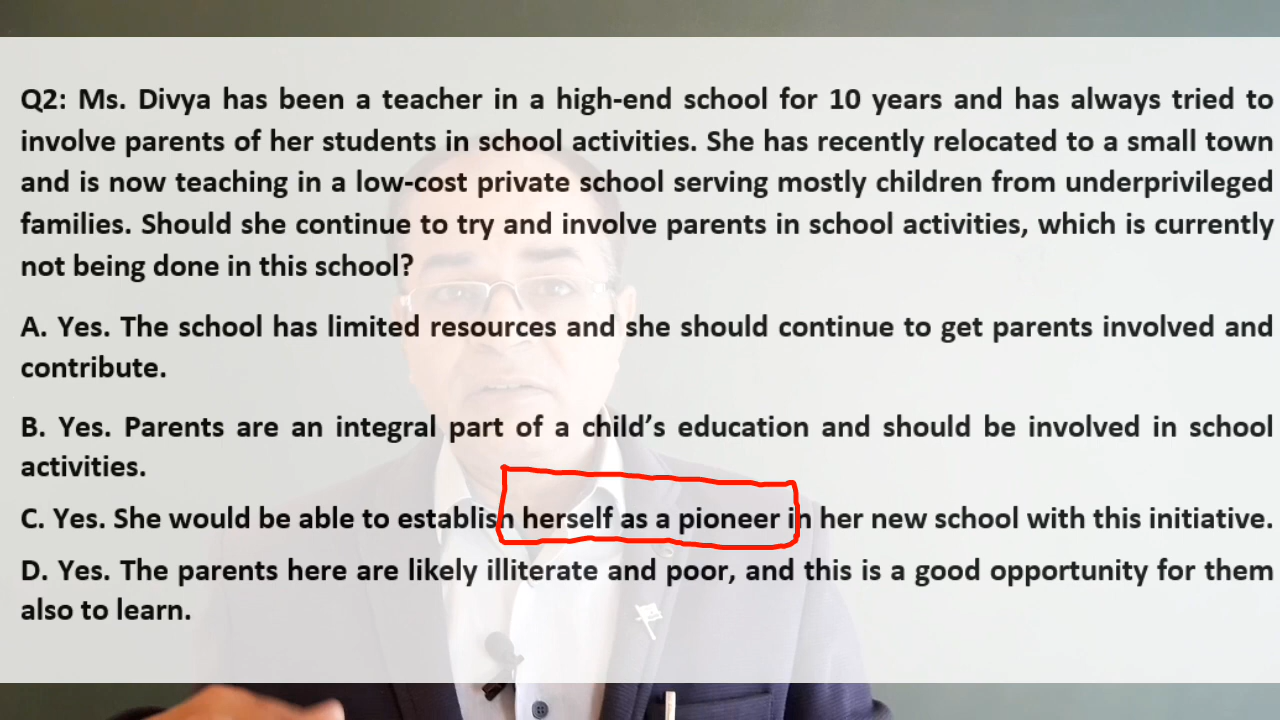 Q2: Ms. Divya has been a teacher in a high-end school for 10 years and has always tried to
involve parents of her students in school activities. She has recently relocated to a small town
and is now teaching in a low-cost private school serving mostly children from underprivileged
families. Should she continue to try and involve parents in school activities, which is currently
not being done in this school?
A. Yes. The school has limited resources and she should continue to get parents involved and
contribute.
B. Yes. Parents are an integral part of a child’s education and should be involved in school
activities.
C. Yes. She would be able to establish herself as a pioneer in her new school with this initiative.
D. Yes. The parents here are likely illiterate and poor, and this is a good opportunity for them
also to learn.